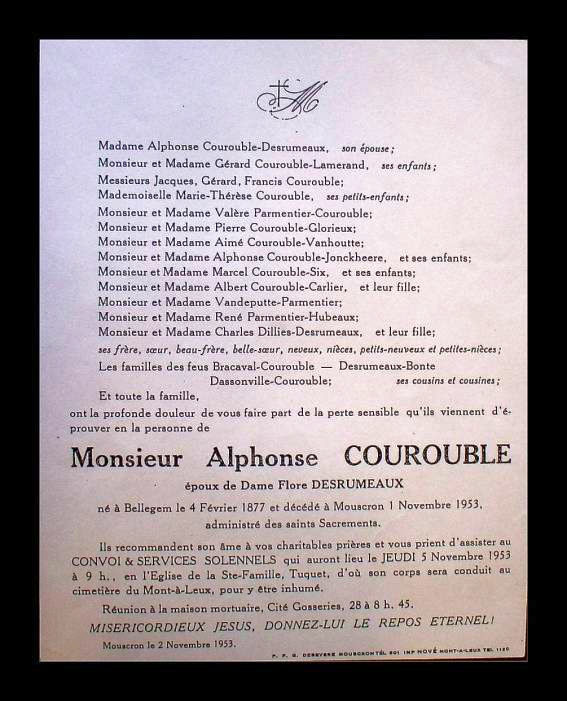 Madame Alphonse Courouble-Desrumeaux, son épouse;
Monsieur et Madame Gérard Courouble-Lamerand, ses enfants;
Messieurs Jacques, Gérard, Francis Courouble;
Mademoiselle Marie-Thérèse Courouble, ses petits-enfants;
Monsieur et Madame Valère Parmentier-Courouble;
Monsieur et Madame Pierre Courouble-Glorieux;
Monsieur et Madame Aimé Courouble-Vanhoutte;
Monsieur et Madame Alphonse Courouble-Jonckheere, et ses enfants;
Monsieur et Madame Marcel Courouble-Six, et ses enfants;
Monsieur et Madame Albert Courouble-Carlier, et leur fille;
Monsieur et Madame Vandeputte-Parmentier;
Monsieur et Madame René Parmentier-Hubeaux;
Monsieur et Madame Charles Dillies-Desrumeaux, et leur fille;
ses frère, sœur, beau-frère, belle-sœur, neveux, nièces, petits-neuveux et petites-nièces;
Les familles des feus Bracaval-Courouble — Desrumeaux-Bonte
Dassonville-Courouble; ses cousins et cousines;
Et toute la famille,
ont la profonde douleur de vous faire part de la perte sensible qu'ils viennent d'é-
prouver en la personne de
Monsieur Alphonse COUROUBLE
époux de Dame Flore DESRUMEAUX
né à Bellegem le 4 Février 1877 et décédé à Mouscron 1 Novembre 1953,
administré des saints Sacrements.
Ils recommandent son âme à vos charitables prières et vous prient d'assister au
CONVOI & SERVICES SOLENNELS qui auront lieu le JEUDI 5 Novembre 1953
à 9 h., en l'Eglise de la Ste-Famille, Tuquet, d'où son corps sera conduit au
cimetière du Mont-à-Leux, pour y être inhumé.
Réunion à la maison mortuaire, Cité Gosseries, 28 à 8 h. 45.
MISERICORDIEUX JESUS, DONNEZ-LUI LE REPOS ETERNEL!
Mouscron le 2 Novembre 1953.
MOUSCRON TÉL. IMP NOVÉ MONT-A-LEUX TEL